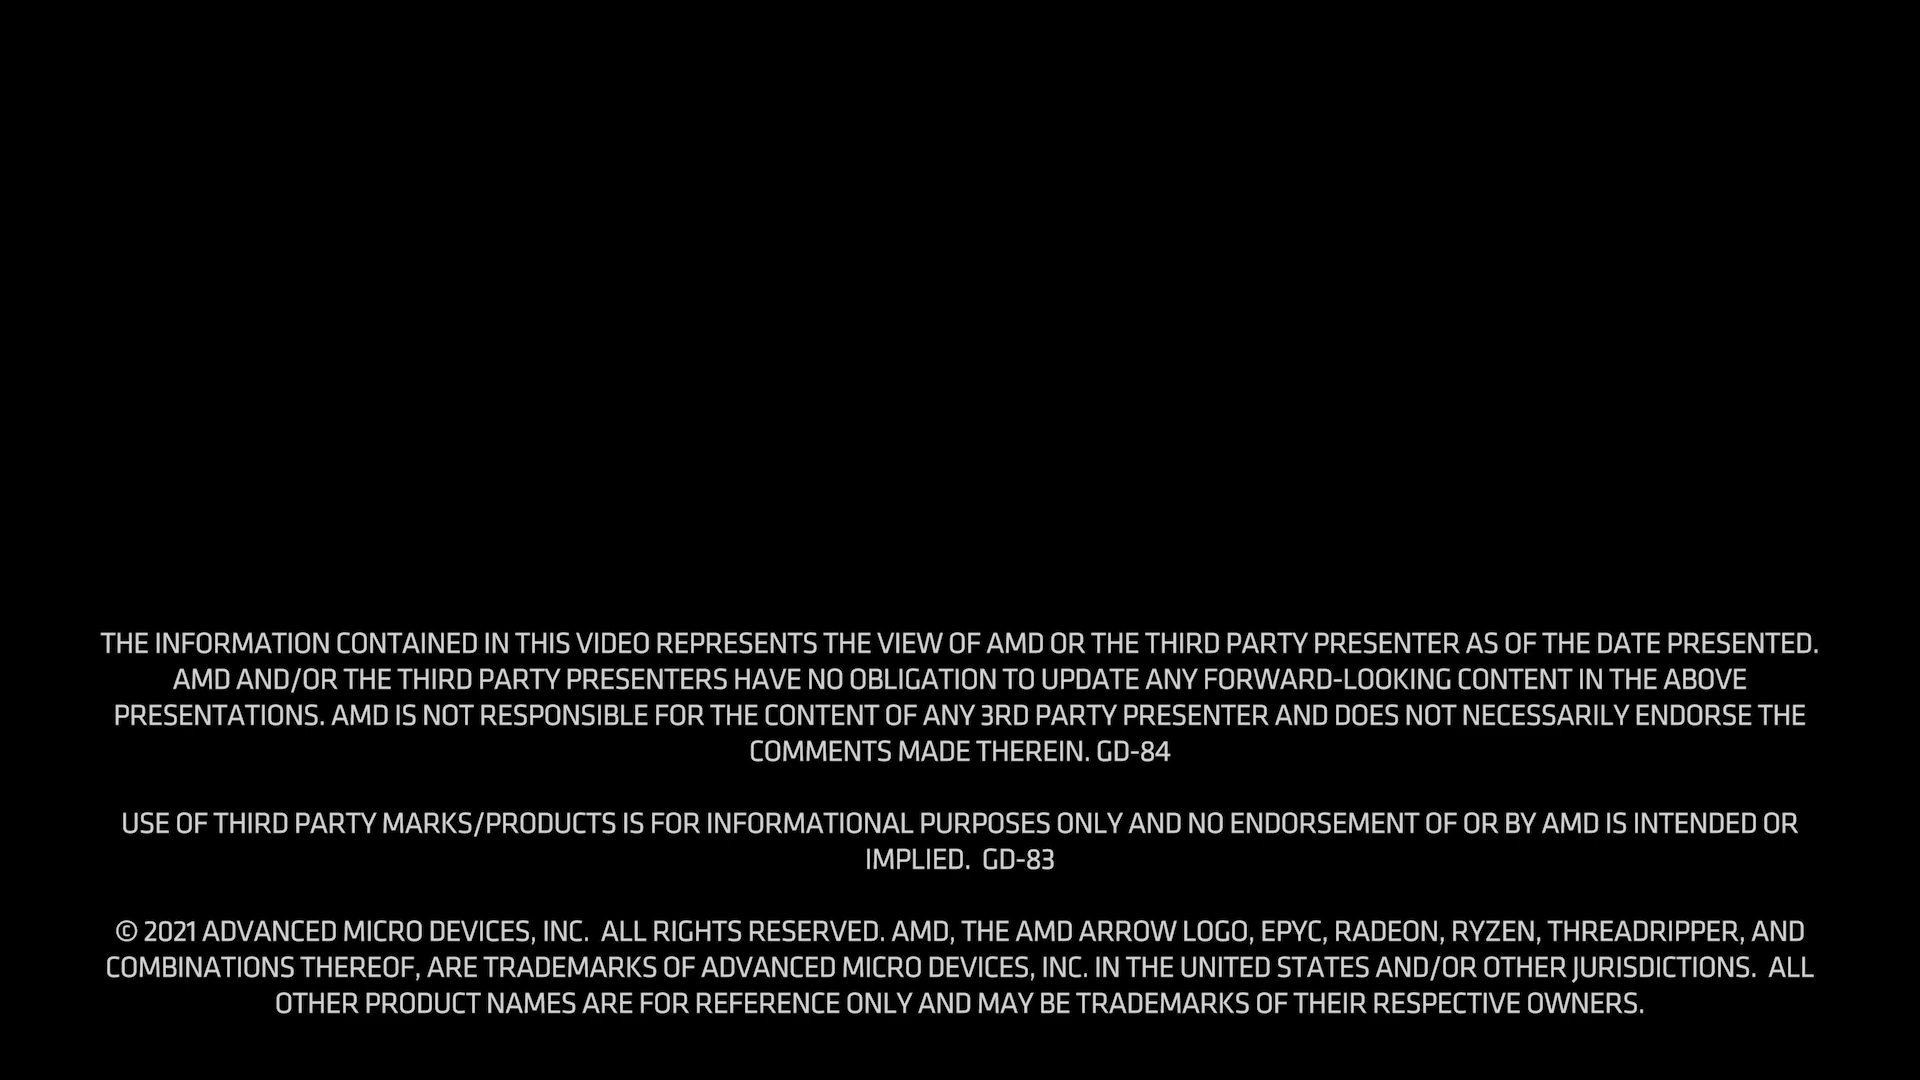 THE INFORMATION CONTAINED IN THIS VIDEO REPRESENTS THE VIEW OF AMD OR THE THIRD PARTY PRESENTER AS OF THE DATE PRESENTED.
AMD AND/OR THE THIRD PARTY PRESENTERS HAVE NO OBLIGATION TO UPDATE ANY FORWARD-LOOKING CONTENT IN THE ABOVE
PRESENTATIONS. AMD IS NOT RESPONSIBLE FOR THE CONTENT OF ANY 3RD PARTY PRESENTER AND DOES NOT NECESSARILY ENDORSE THE
COMMENTS MADE THEREIN. GD-84
USE OF THIRD PARTY MARKS/PRODUCTS IS FOR INFORMATIONAL PURPOSES ONLY AND NO ENDORSEMENT OF OR BY AMD IS INTENDED OR
IMPLIED.  GD-83
© 2021 ADVANCED MICRO DEVICES, INC.  ALL RIGHTS RESERVED. AMD, THE AMD ARROW LOGO, EPYC, RADEON, RYZEN, THREADRIPPER, AND
COMBINATIONS THEREOF, ARE TRADEMARKS OF ADVANCED MICRO DEVICES, INC. IN THE UNITED STATES AND/OR OTHER JURISDICTIONS.  ALL
OTHER PRODUCT NAMES ARE FOR REFERENCE ONLY AND MAY BE TRADEMARKS OF THEIR RESPECTIVE OWNERS.